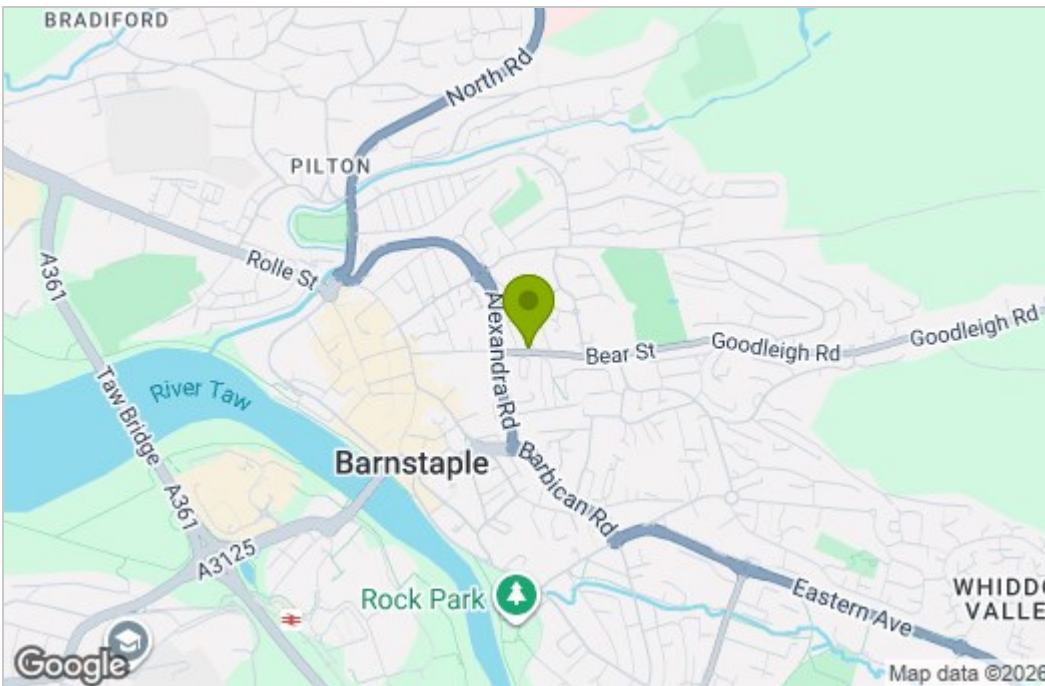 BRADIFORD
North Rd
PILTON
Rolle St
A361
Alexandra Rd
Bear St
Goodleigh Rd
Goodleigh Rd
River Taw
Taw Bridge
Barnstaple
Barbican Rd
A361
A3125
Rock Park
Eastern Ave
WHIDDO
VALLE
Google
Map data ©2026